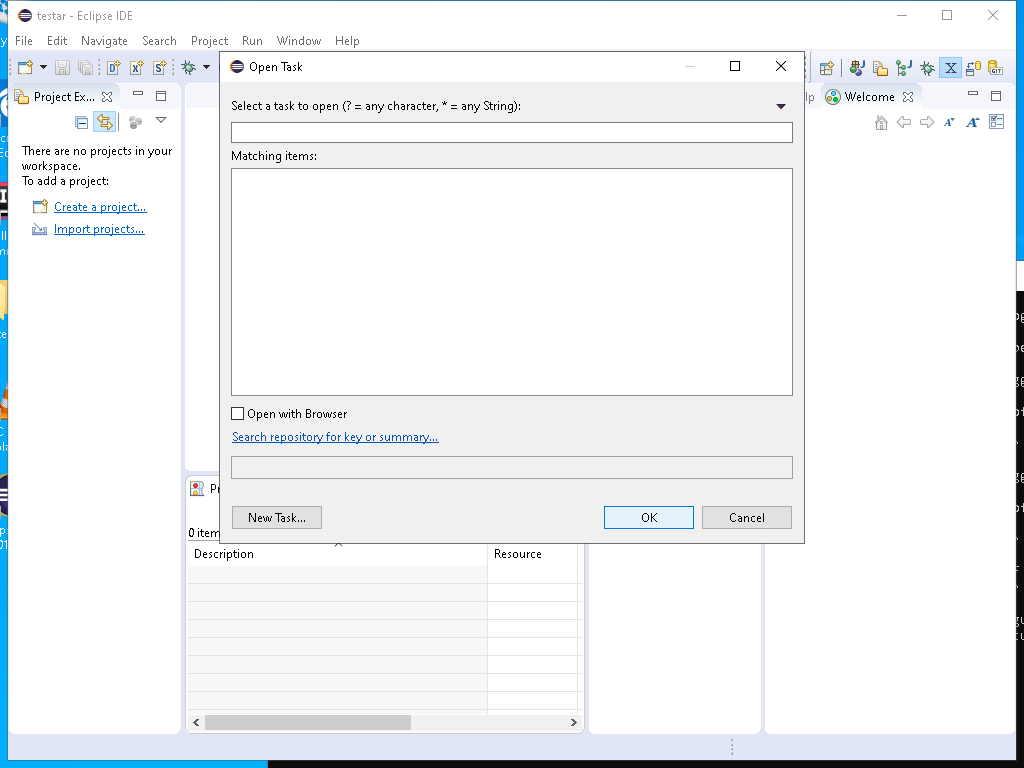 testar - Eclipse IDE
File Edit Navigate Search Project Run Window Help
Open Task
Project Ex...
Welcome
Select a task to open (? = any character, * = any String):
Matching items:
There are no projects in your
workspace.
To add a project:
Create a project...
Import projects...
Open with Browser
Search repository for key or summary...
New Task...
OK
Cancel
0 item
Description
Resource